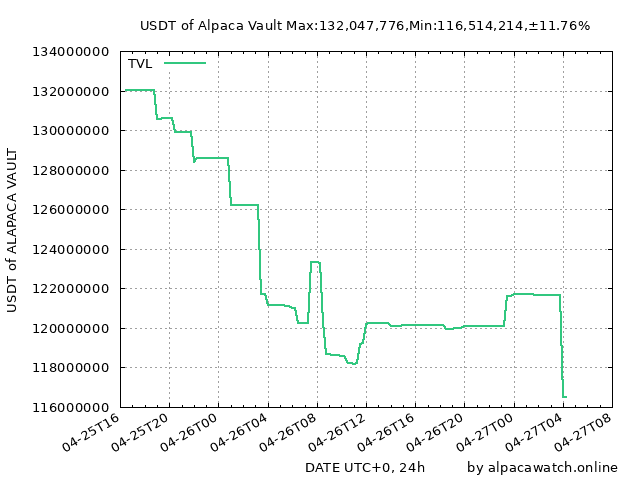 USDT of Alpaca Vault Max:132,047,776,Min:116,514,214,±11.76%
TVL
134000000
132000000
130000000
128000000
126000000
124000000
122000000
120000000
118000000
116000000
USDT of ALAPACA VAULT
04-25T16
04-25T20
04-26T00
04-26T04
04-26T08
04-26T12
04-26T16
04-26T20
04-27T00
04-27T04
04-27T08
DATE UTC+0, 24h
by alpacawatch.online